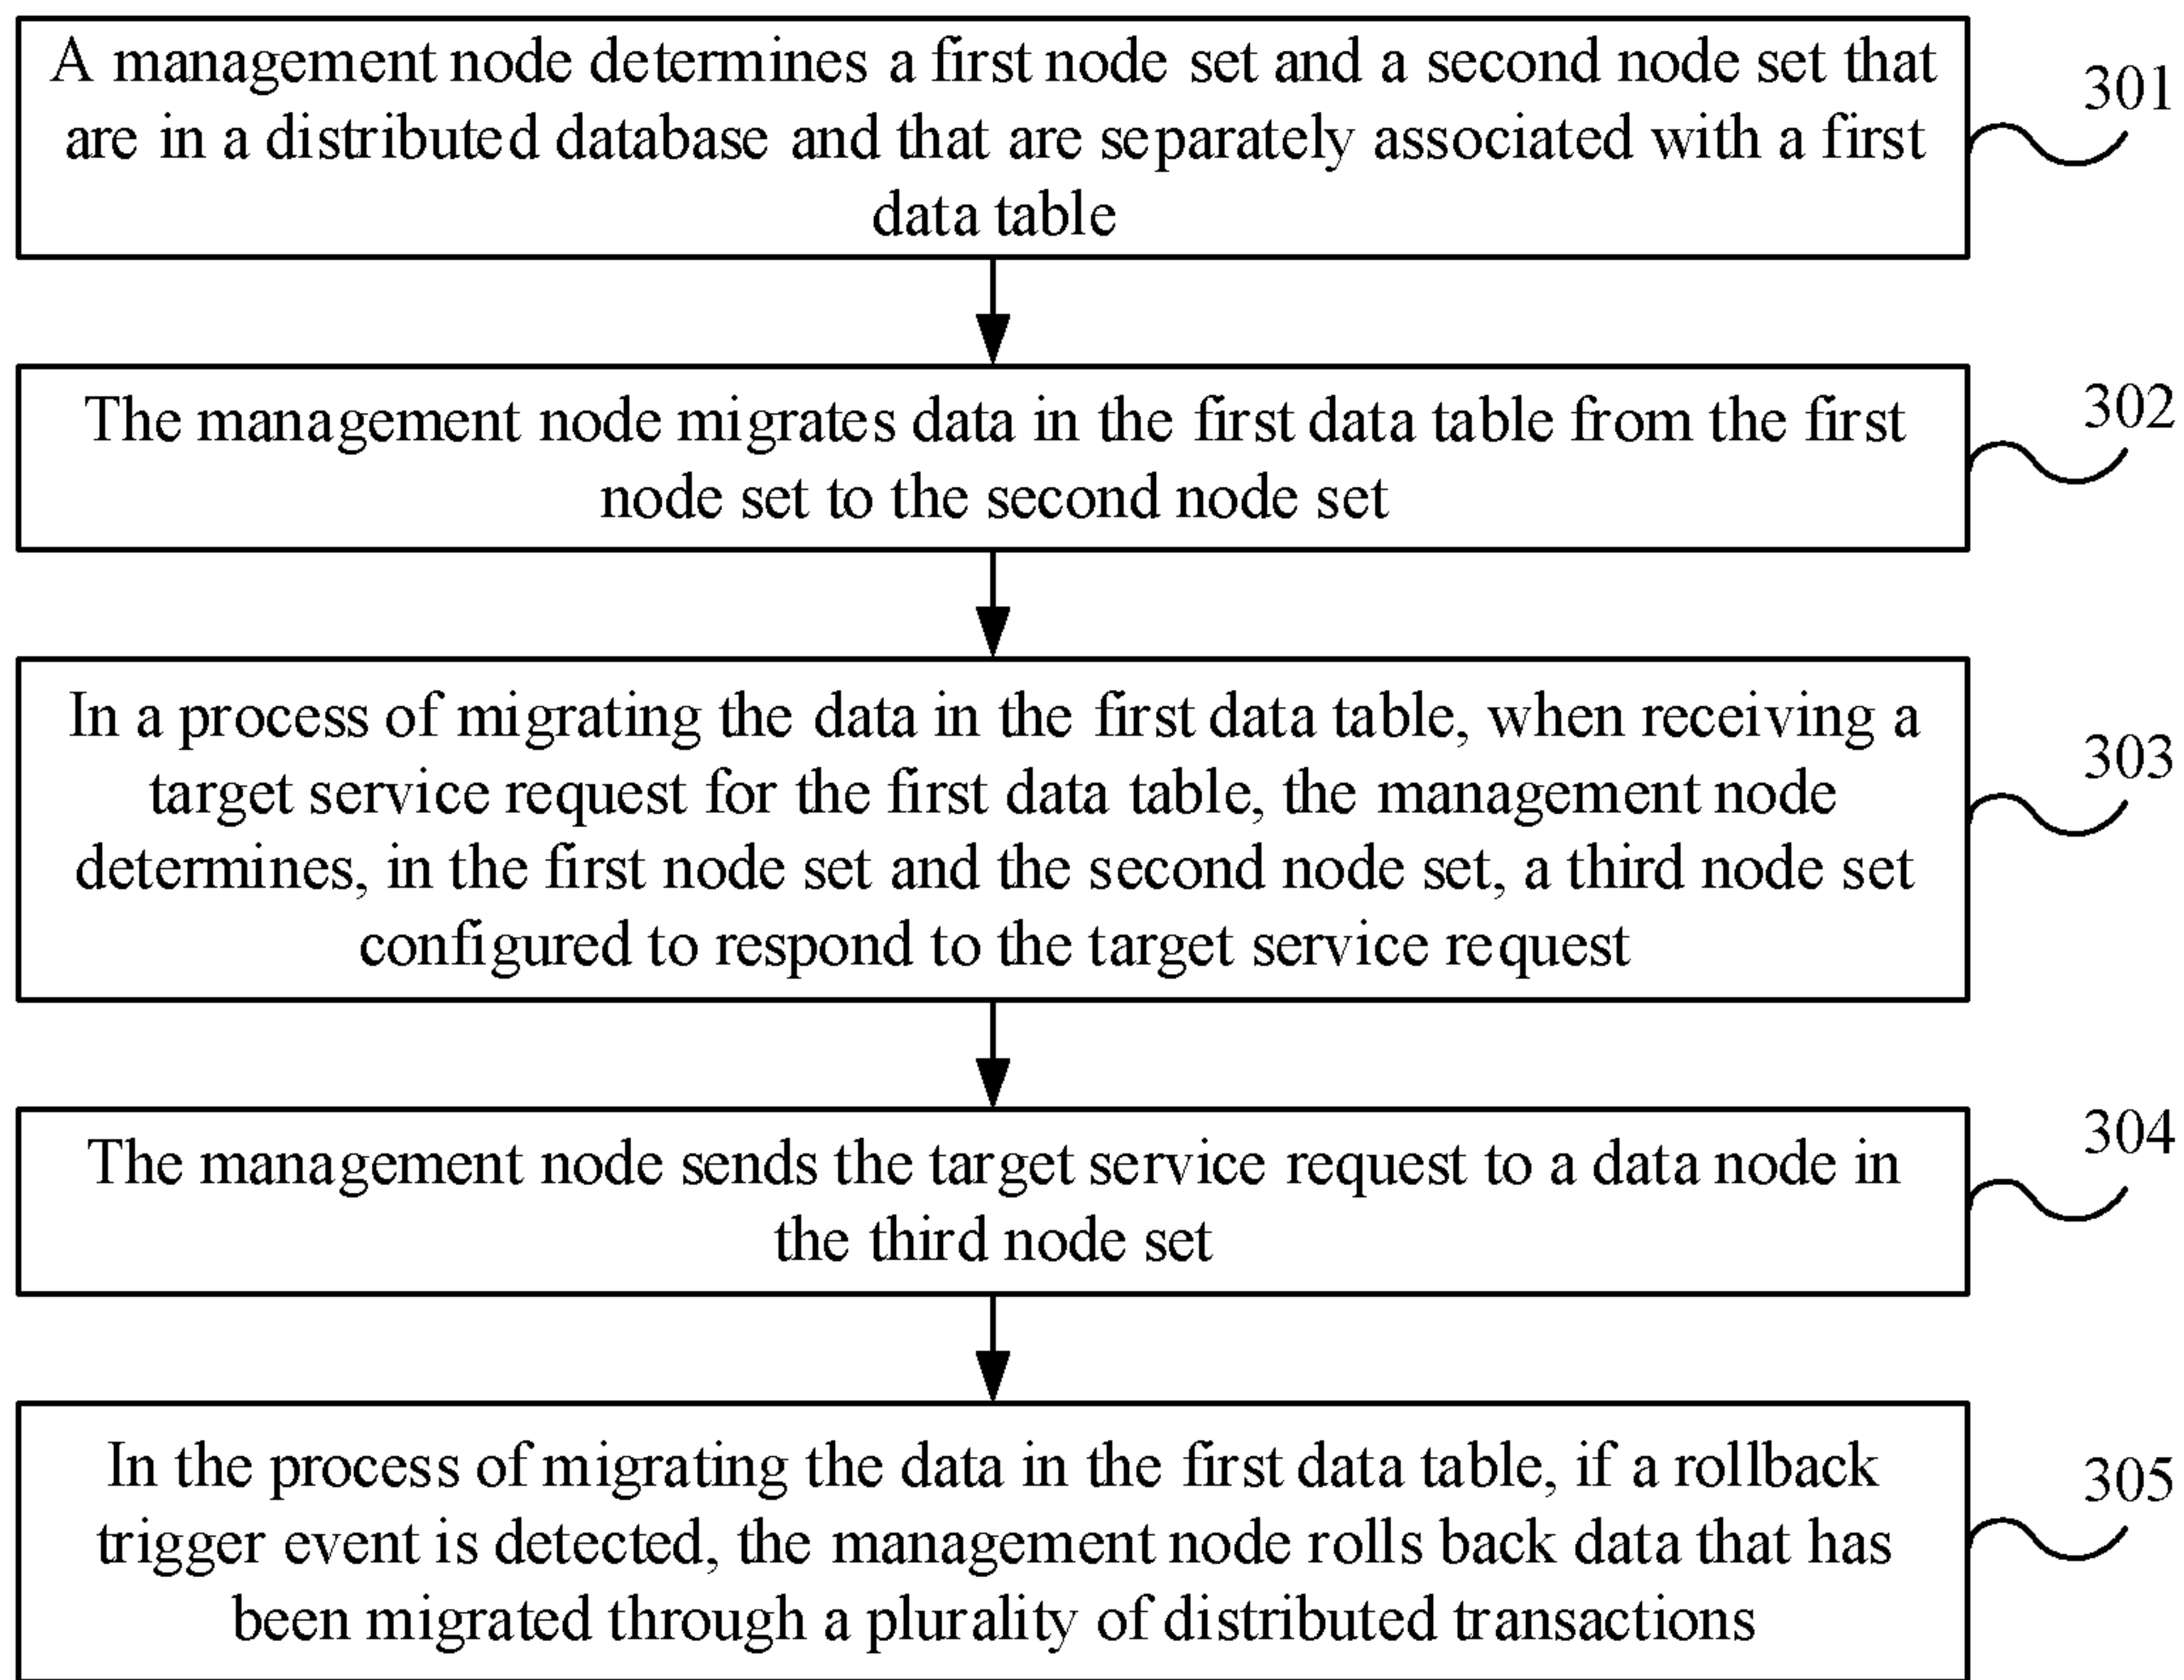 A management node determines a first node set and a second node set that
are in a distributed database and that are separately associated with a first
data table
301
The management node migrates data in the first data table from the first
node set to the second node set
302
In a process of migrating the data in the first data table, when receiving a
target service request for the first data table, the management node
determines, in the first node set and the second node set, a third node set
configured to respond to the target service request
303
The management node sends the target service request to a data node in
the third node set
304
In the process of migrating the data in the first data table, if a rollback
trigger event is detected, the management node rolls back data that has
been migrated through a plurality of distributed transactions
305